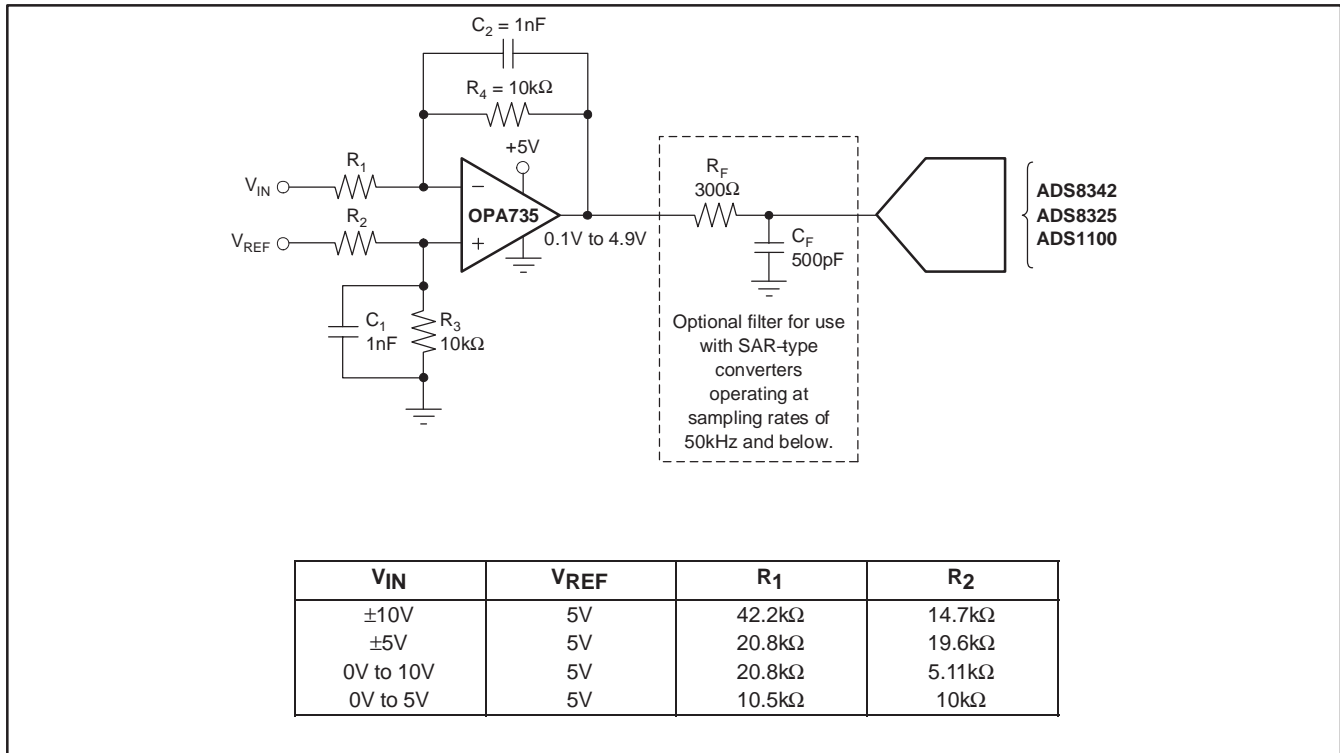 C2 = 1nF
R4 = 10kΩ
+5V
R1
VIN
−
OPA735
R2
VREF
+
0.1V to 4.9V
C1
1nF
R3
10kΩ
RF
300Ω
CF
500pF
Optional filter for use
with SAR-type
converters
operating at
sampling rates of
50kHz and below.
ADS8342
ADS8325
ADS1100
VIN VREF R1 R2
±10V 5V 42.2kΩ 14.7kΩ
±5V 5V 20.8kΩ 19.6kΩ
0V to 10V 5V 20.8kΩ 5.11kΩ
0V to 5V 5V 10.5kΩ 10kΩ